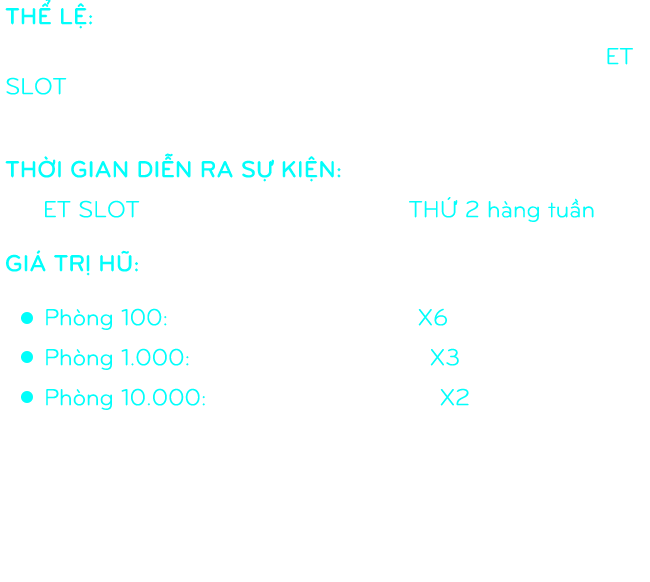 THỂ LỆ:
ET
SLOT
THỜI GIAN DIỄN RA SỰ KIỆN:
ET SLOT THỨ 2 hàng tuần
GIÁ TRỊ HŨ:
● Phòng 100: X6
● Phòng 1.000: X3
● Phòng 10.000: X2